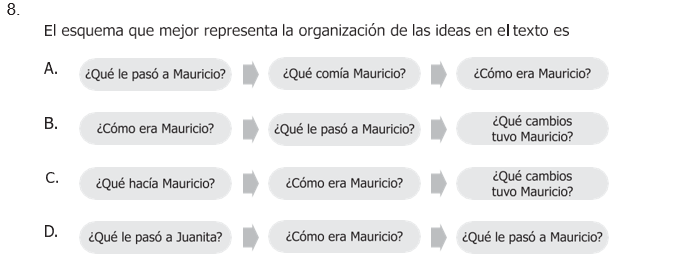 8.
El esquema que mejor representa la organización de las ideas en el texto es
A. ¿Qué le pasó a Mauricio? ¿Qué comía Mauricio? ¿Cómo era Mauricio?
B. ¿Cómo era Mauricio? ¿Qué le pasó a Mauricio? ¿Qué cambios
tuvo Mauricio?
C. ¿Qué hacía Mauricio? ¿Cómo era Mauricio? ¿Qué cambios
tuvo Mauricio?
D. ¿Qué le pasó a Juanita? ¿Cómo era Mauricio? ¿Qué le pasó a Mauricio?